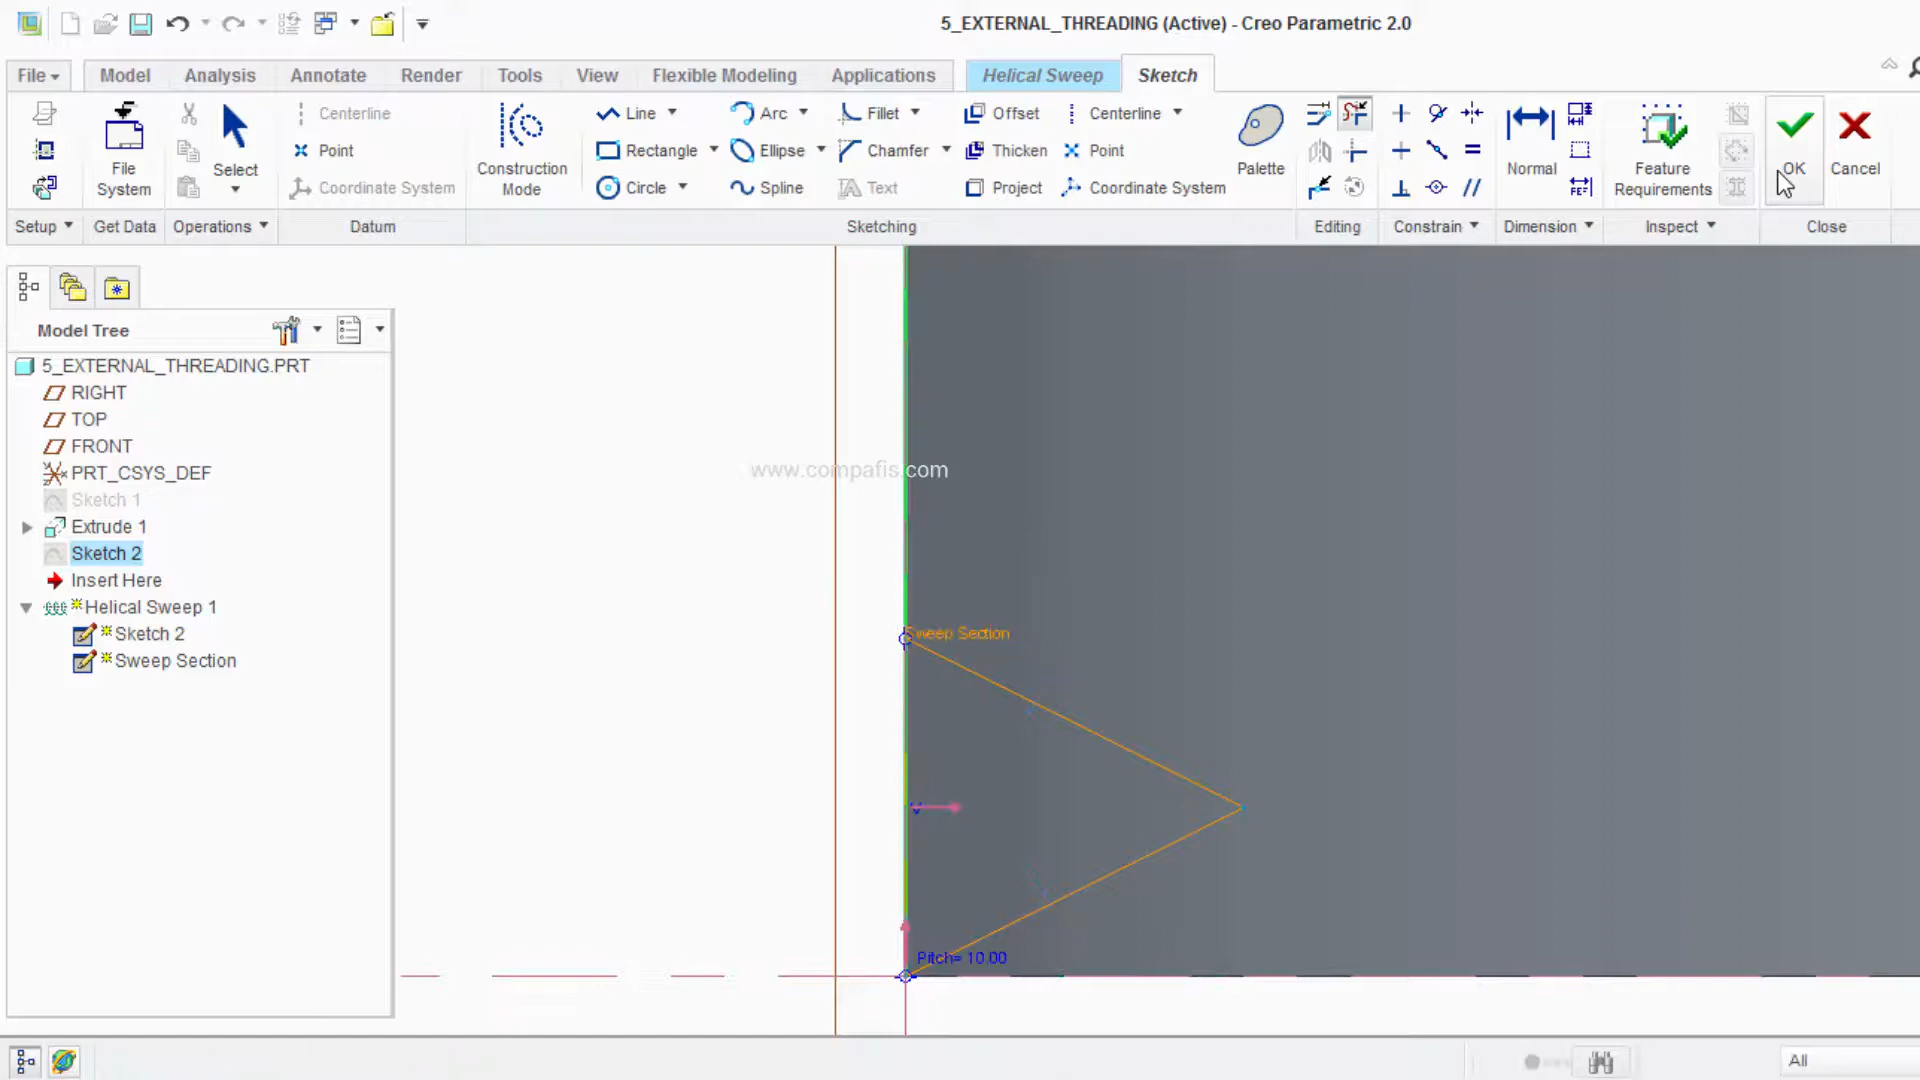 5_EXTERNAL_THREADING (Active) - Creo Parametric 2.0
File Model Analysis Annotate Render Tools View Flexible Modeling Applications Helical Sweep Sketch
Centerline Line Arc Fillet Offset Centerline
Point Rectangle Ellipse Chamfer Thicken Point
Coordinate System Circle Spline Text Project Coordinate System
File System
Select
Construction Mode
Palette
Normal
Feature Requirements
OK
Cancel
Setup Get Data Operations Datum Sketching Editing Constrain Dimension Inspect Close
Model Tree
5_EXTERNAL_THREADING.PRT
RIGHT
TOP
FRONT
PRT_CSYS_DEF
Sketch 1
Extrude 1
Sketch 2
Insert Here
Helical Sweep 1
Sketch 2
Sweep Section
www.compafis.com
Sweep Section
V
Pitch= 10.00
All